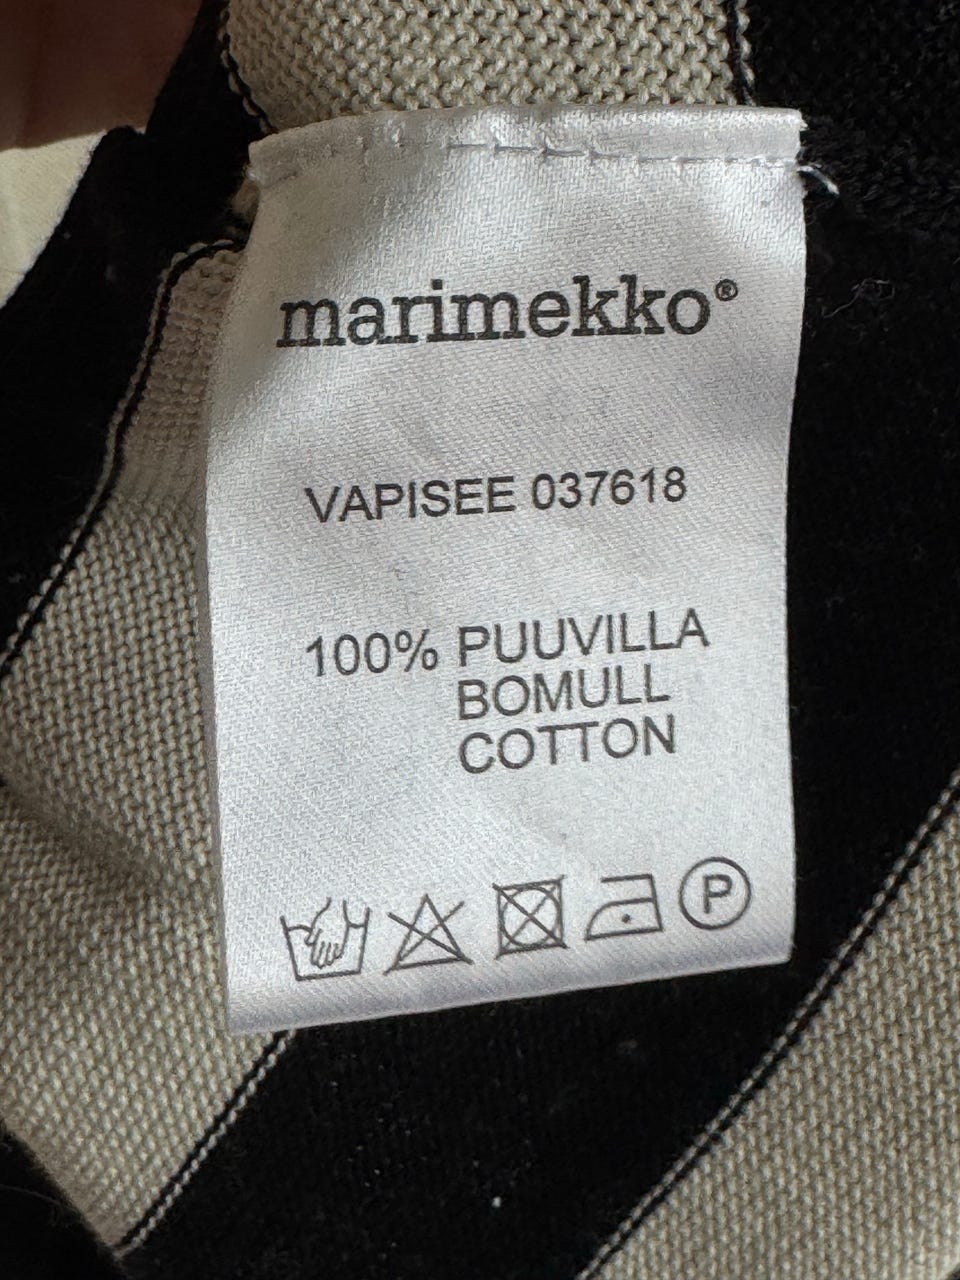 marimekko®
VAPISEE 037618
100% PUUVILLA
BOMULL
COTTON
P